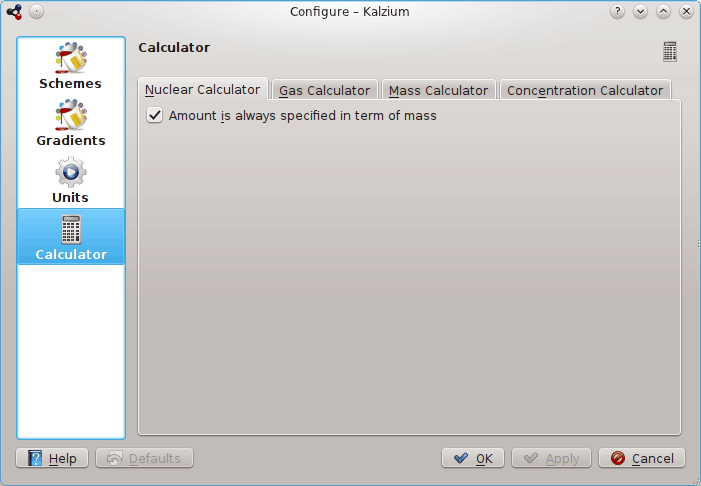 Configure – Kalzium
Schemes
Gradients
Units
Calculator
Calculator
Nuclear Calculator Gas Calculator Mass Calculator Concentration Calculator
Amount is always specified in term of mass
Help Defaults OK Apply Cancel